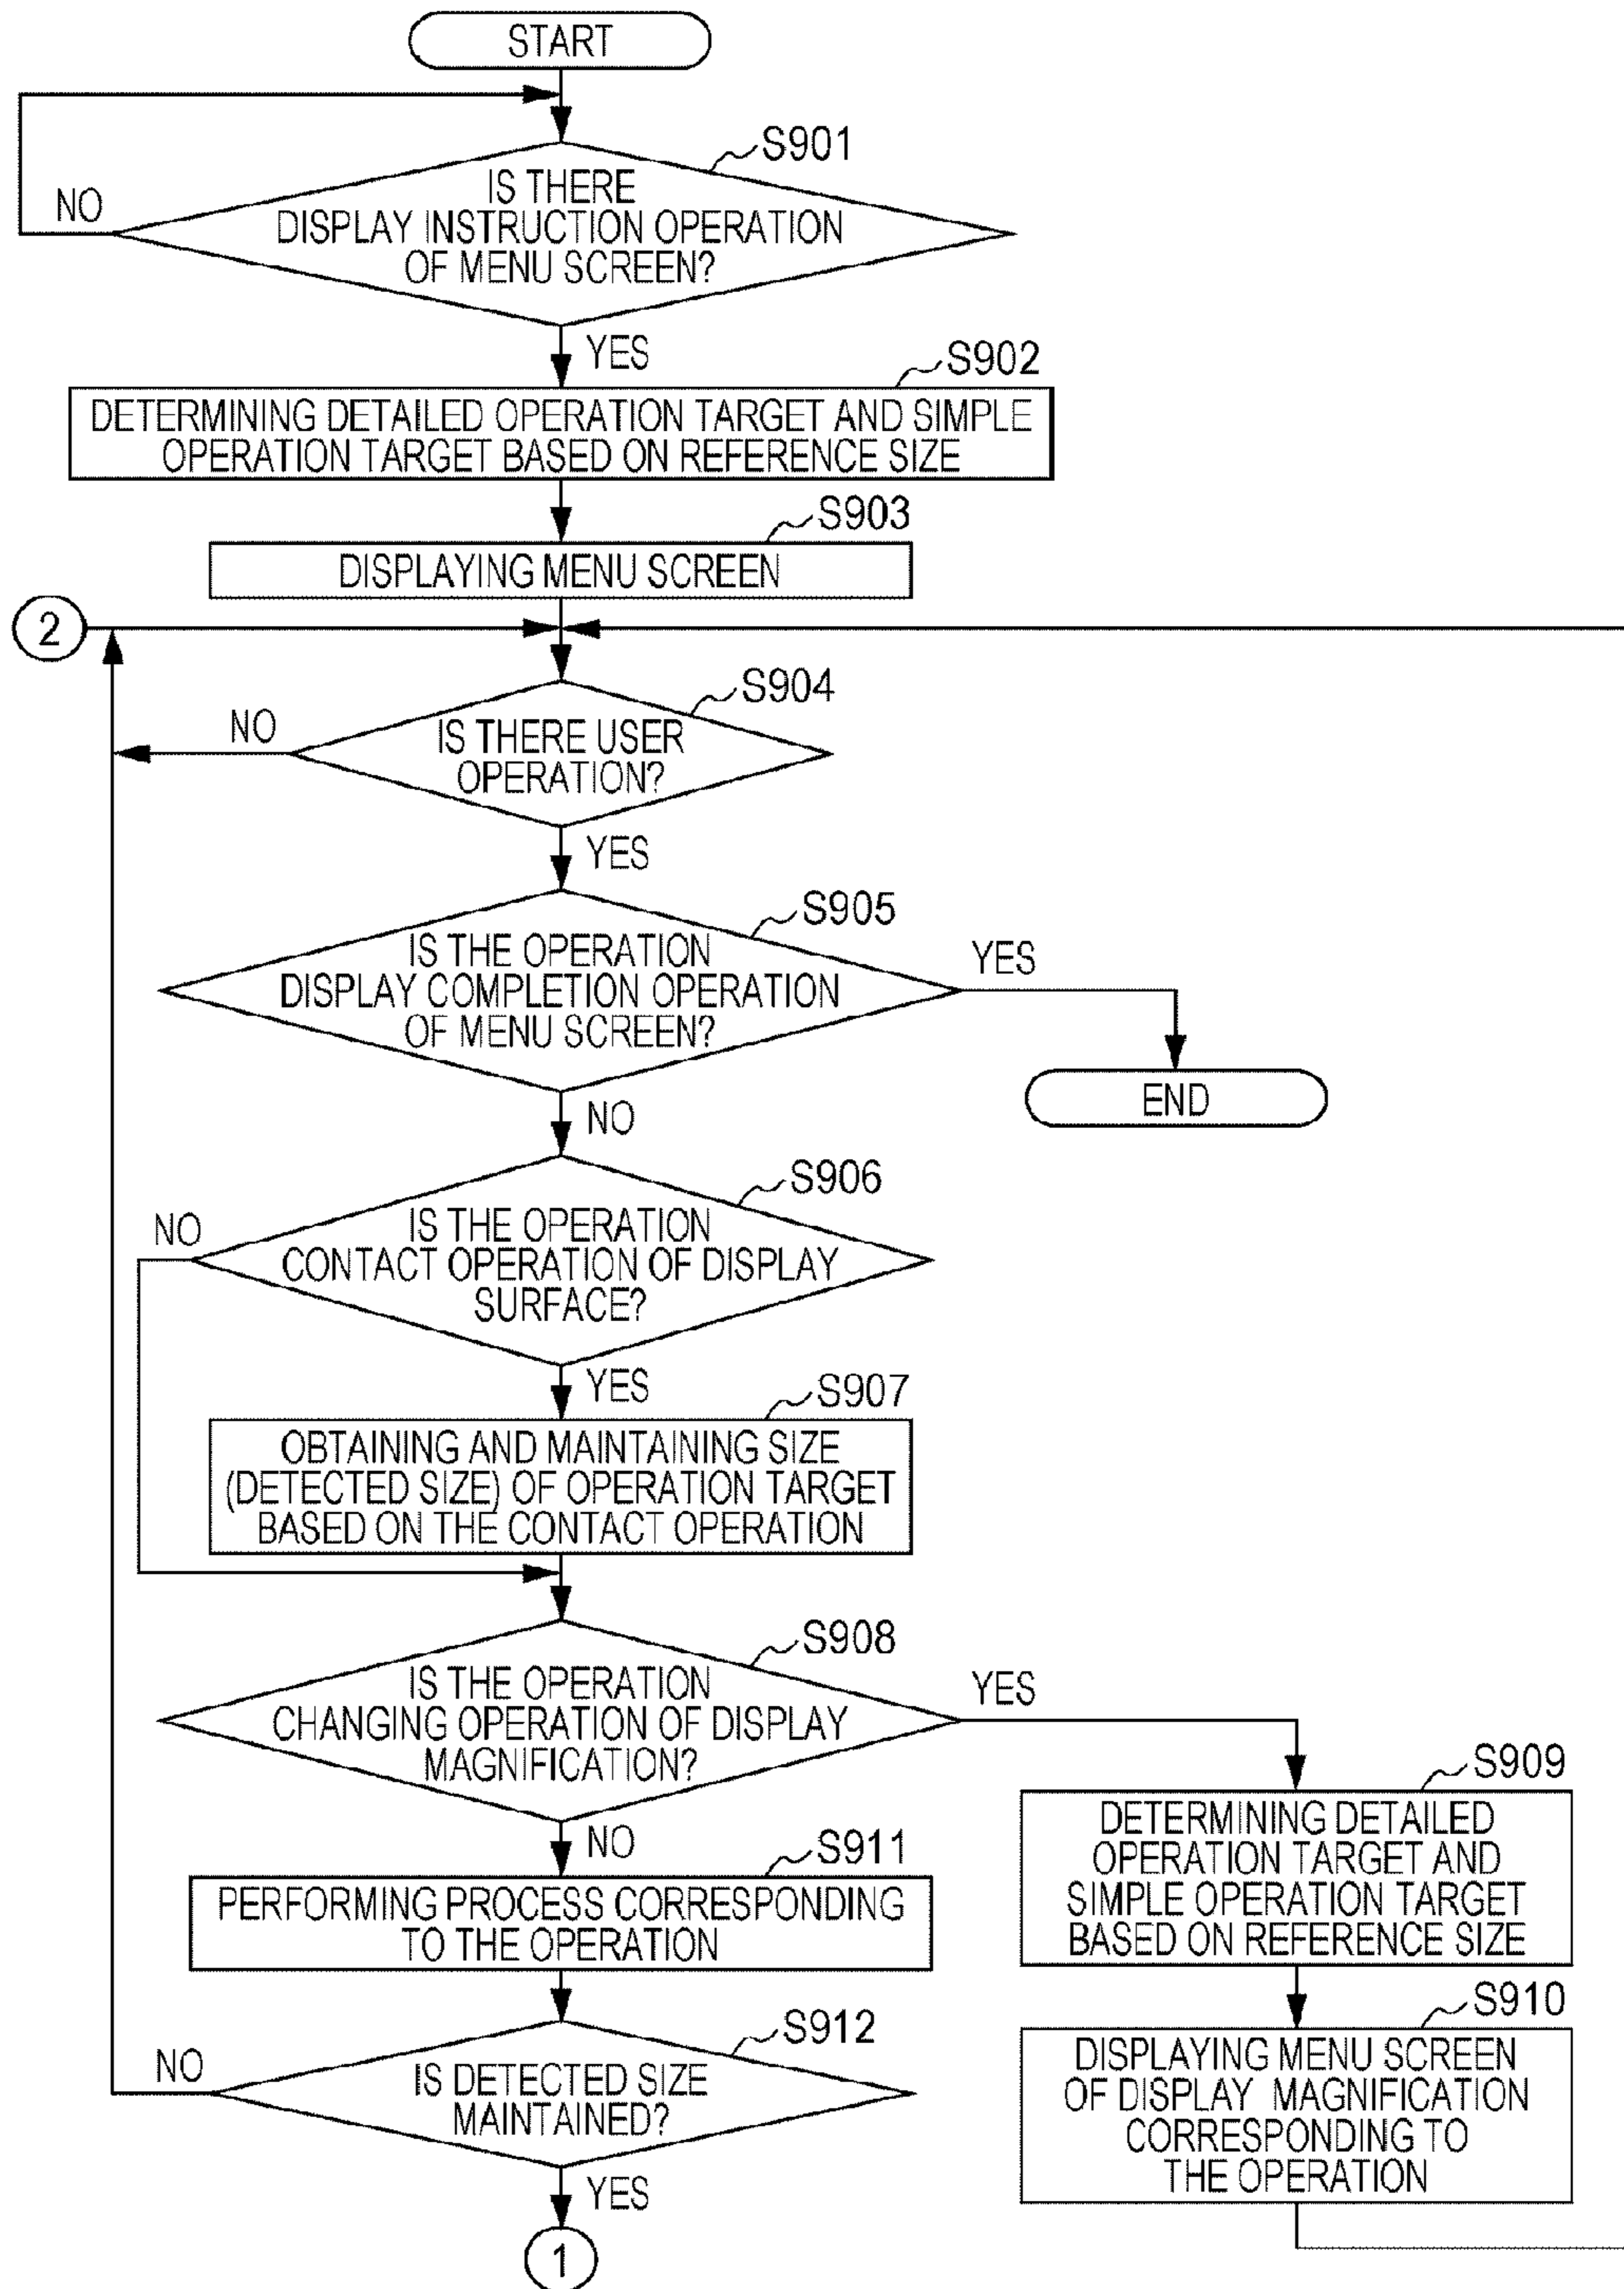 START
S901
IS THERE
DISPLAY INSTRUCTION OPERATION
OF MENU SCREEN?
NO
YES
S902
DETERMINING DETAILED OPERATION TARGET AND SIMPLE
OPERATION TARGET BASED ON REFERENCE SIZE
S903
DISPLAYING MENU SCREEN
2
S904
IS THERE USER
OPERATION?
NO
YES
S905
IS THE OPERATION
DISPLAY COMPLETION OPERATION
OF MENU SCREEN?
YES
END
NO
S906
IS THE OPERATION
CONTACT OPERATION OF DISPLAY
SURFACE?
NO
YES
S907
OBTAINING AND MAINTAINING SIZE
(DETECTED SIZE) OF OPERATION TARGET
BASED ON THE CONTACT OPERATION
S908
IS THE OPERATION
CHANGING OPERATION OF DISPLAY
MAGNIFICATION?
YES
S909
DETERMINING DETAILED
OPERATION TARGET AND
SIMPLE OPERATION TARGET
BASED ON REFERENCE SIZE
S910
DISPLAYING MENU SCREEN
OF DISPLAY MAGNIFICATION
CORRESPONDING TO
THE OPERATION
NO
S911
PERFORMING PROCESS CORRESPONDING
TO THE OPERATION
S912
IS DETECTED SIZE
MAINTAINED?
NO
YES
1